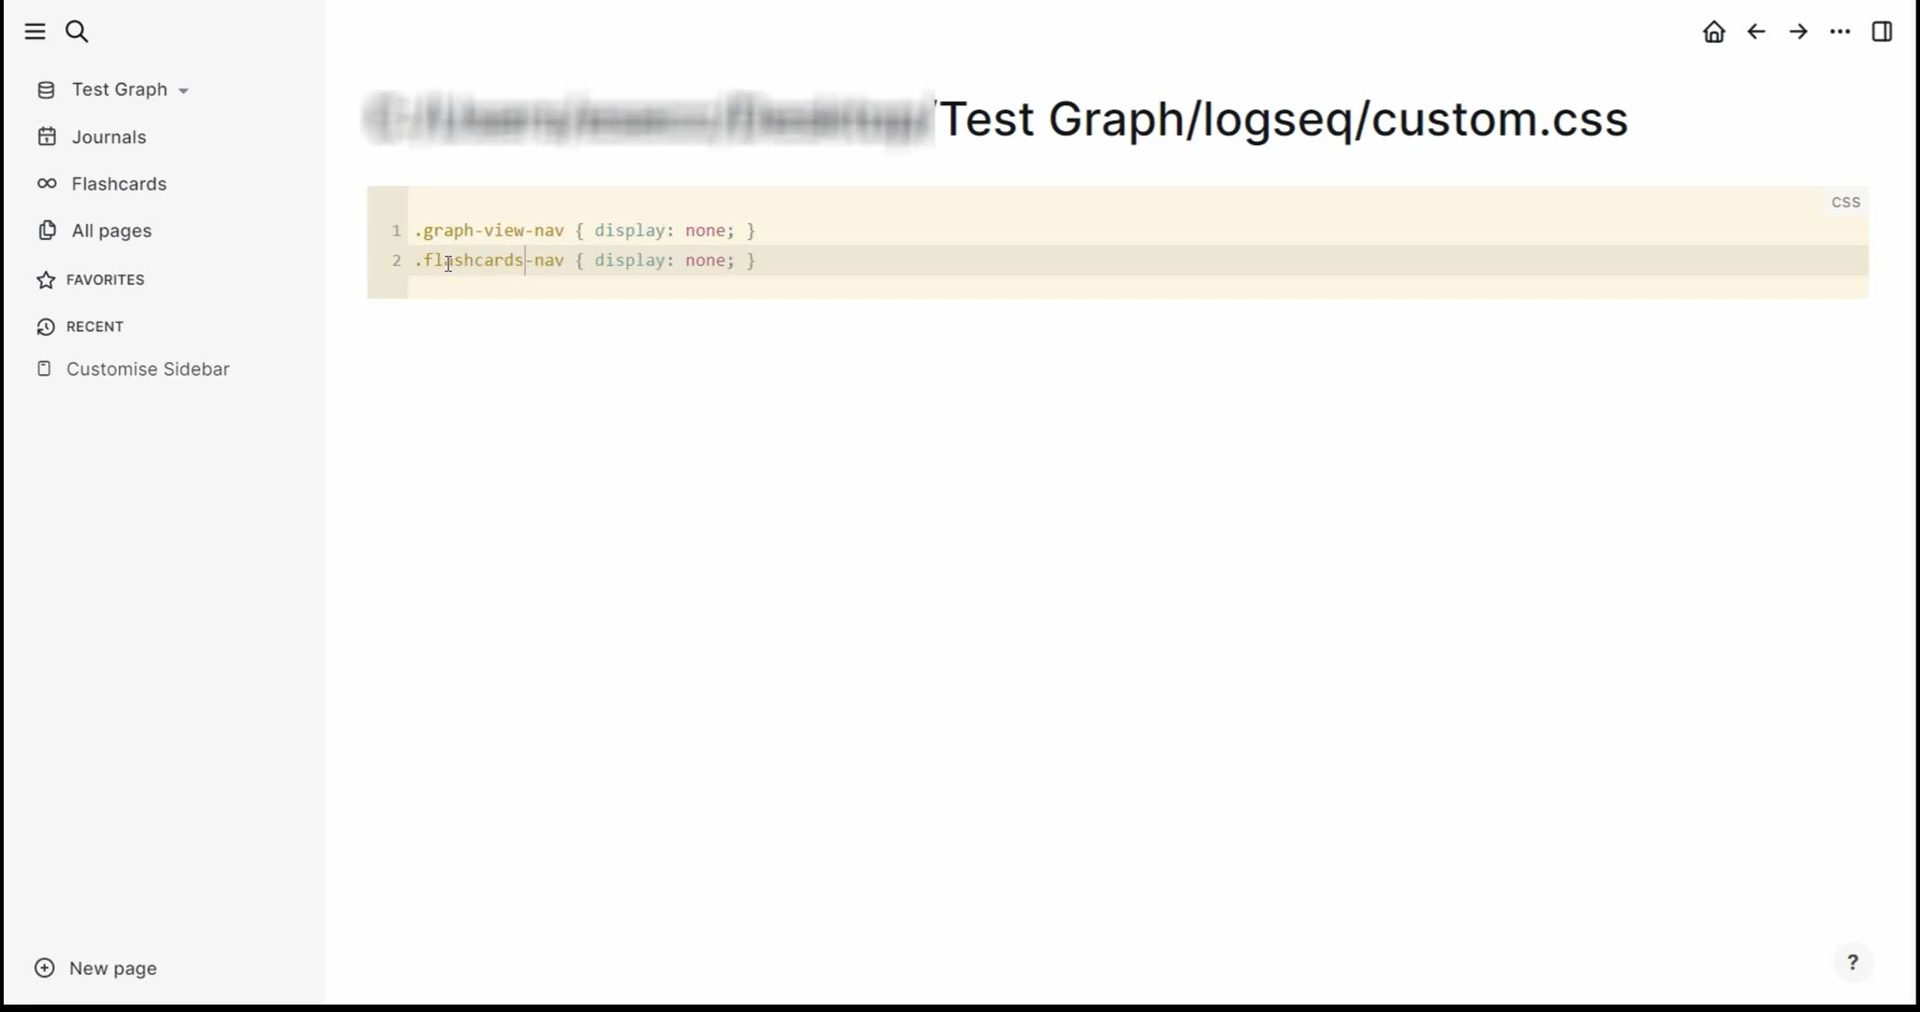 Test Graph
Journals
Flashcards
All pages
FAVORITES
RECENT
Customise Sidebar
New page
/Test Graph/logseq/custom.css
css
1 .graph-view-nav { display: none; }
2 .flashcards-nav { display: none; }
?